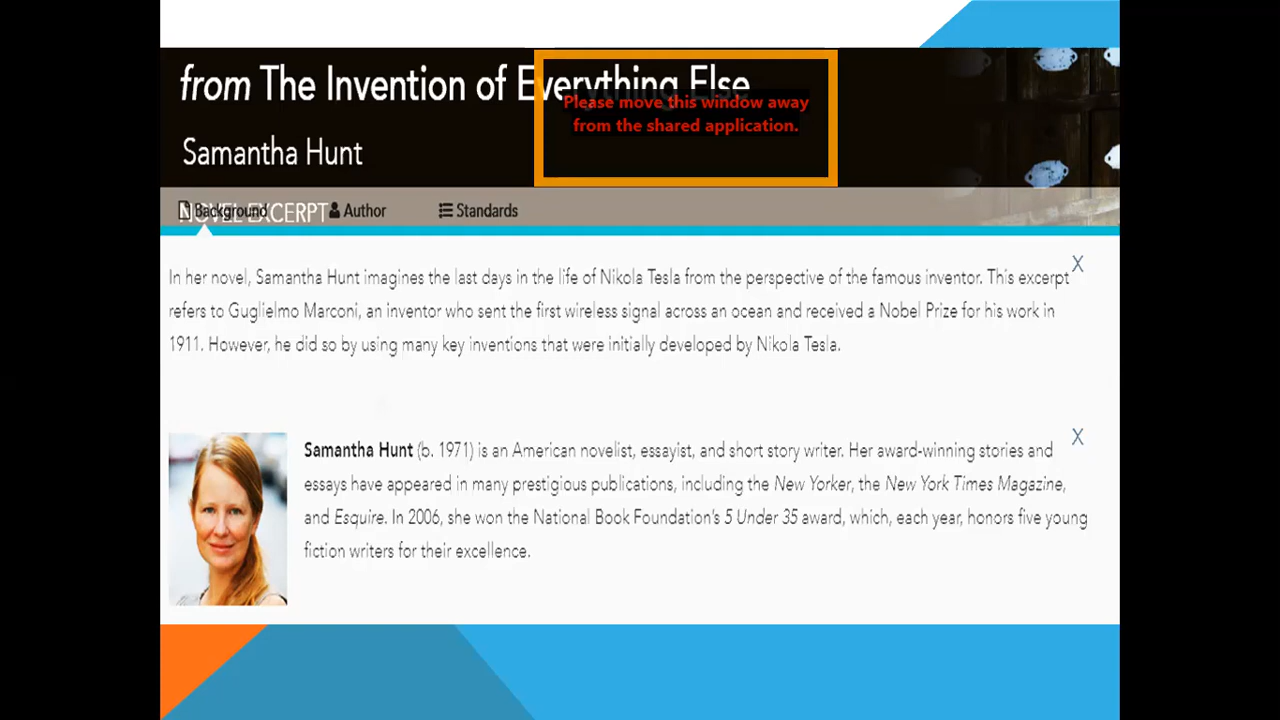 from The Invention of Everything Else
Please move this window away
from the shared application.
Samantha Hunt
NOVEL EXCERPT
Background Author Standards
X
In her novel, Samantha Hunt imagines the last days in the life of Nikola Tesla from the perspective of the famous inventor. This excerpt
refers to Guglielmo Marconi, an inventor who sent the first wireless signal across an ocean and received a Nobel Prize for his work in
1911. However, he did so by using many key inventions that were initially developed by Nikola Tesla.
X
Samantha Hunt (b. 1971) is an American novelist, essayist, and short story writer. Her award-winning stories and
essays have appeared in many prestigious publications, including the New Yorker, the New York Times Magazine,
and Esquire. In 2006, she won the National Book Foundation's 5 Under 35 award, which, each year, honors five young
fiction writers for their excellence.